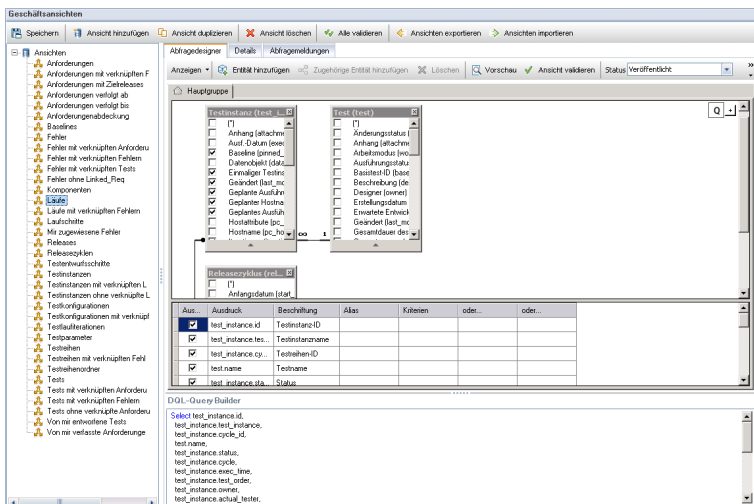 Geschäftsansichten
Speichern Ansicht hinzufügen Ansicht duplizieren Ansicht löschen Alle validieren Ansichten exportieren Ansichten importieren
Ansichten
Anforderungen
Anforderungen mit verknüpften F
Anforderungen mit Zielreleases
Anforderungen verfolgt ab
Anforderungen verfolgt bis
Anforderungenabdeckung
Baselines
Fehler
Fehler mit verknüpften Anforderu
Fehler mit verknüpften Fehlern
Fehler mit verknüpften Tests
Fehler ohne Linked_Req
Komponenten
Läufe
Läufe mit verknüpften Fehlern
Laufschritte
Mir zugewiesene Fehler
Releases
Releasezyklen
Testentwurfsschritte
Testinstanzen
Testinstanzen mit verknüpften L
Testinstanzen ohne verknüpfte L
Testkonfigurationen
Testkonfigurationen mit verknüpf
Testlaufiterationen
Testparameter
Testreihen
Testreihen mit verknüpften Fehl
Testreihenordner
Tests
Tests mit verknüpften Anforderu
Tests mit verknüpften Fehlern
Tests ohne verknüpfte Anforderu
Von mir entworfene Tests
Von mir verfasste Anforderunge
Abfragedesigner Details Abfragemeldungen
Anzeigen Entität hinzufügen Zugehörige Entität hinzufügen Löschen Vorschau Ansicht validieren Status Veröffentlicht
Hauptgruppe
Testinstanz (test_i...
(*)
Anhang (attachme
Ausf.-Datum (exec
Baseline (pinned_
Datenobjekt (data
Einmaliger Testins
Geändert (last_mo
Geplante Ausführu
Geplanter Hostna
Geplantes Ausfüh
Hostattribute (pc_
Hostname (pc_ho
∞ 1
Test (test)
(*)
Änderungsstatus (
Anhang (attachme
Arbeitsmodus (wo
Ausführungsstatu
Basistest-ID (base
Beschreibung (de
Designer (owner)
Erstellungsdatum
Erwartete Entwick
Geändert (last_mo
Gesamtdauer des
Releasezyklus (rel...
(*)
Anfangsdatum (start_
Q
Aus... Ausdruck Beschriftung Alias Kriterien oder... oder...
test_instance.id Testinstanz-ID
test_instance.tes... Testinstanzname
test_instance.cy... Testreihen-ID
test.name Testname
test_instance.sta... Status
DQL-Query Builder
Select test_instance.id,
test_instance.test_instance,
test_instance.cycle_id,
test.name,
test_instance.status,
test_instance.cycle,
test_instance.exec_time,
test_instance.test_order,
test_instance.owner,
test_instance.actual_tester,